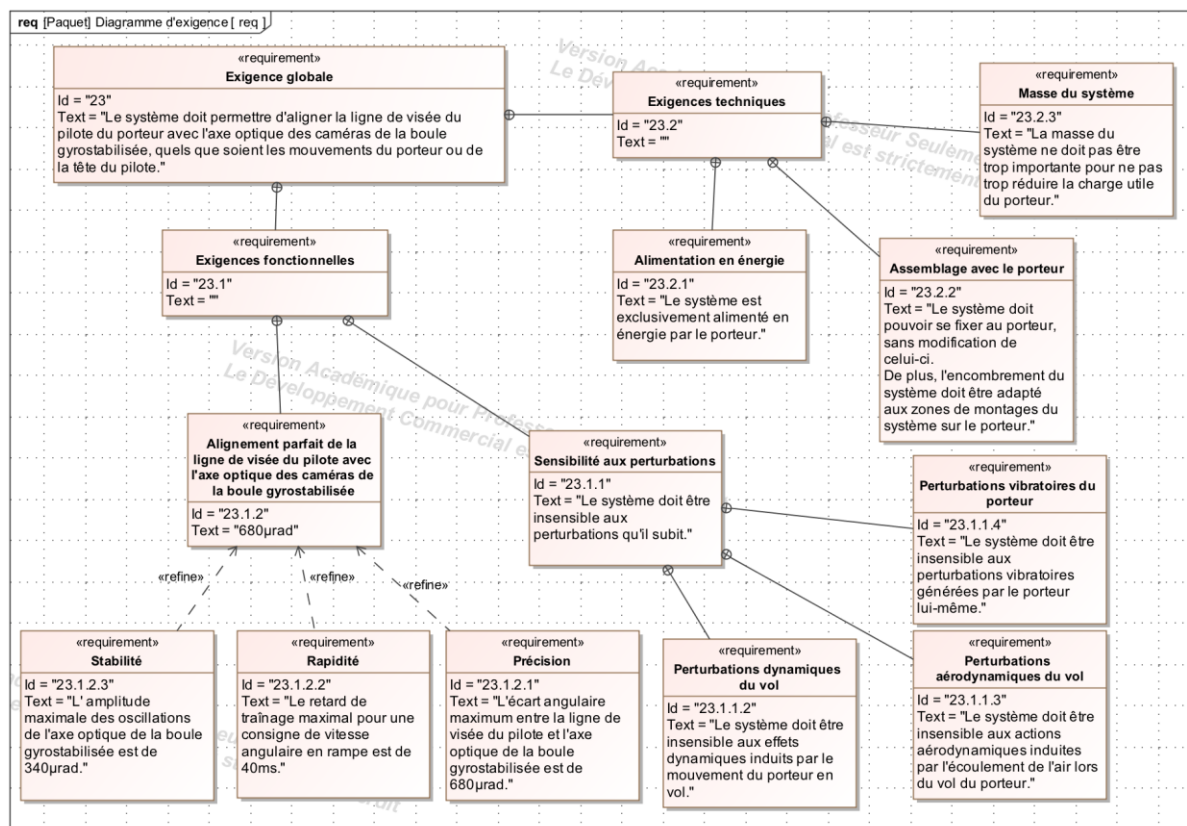 req [Paquet] Diagramme d'exigence [ req ]
«requirement»
Exigence globale
Id = "23"
Text = "Le système doit permettre d'aligner la ligne de visée du
pilote du porteur avec l'axe optique des caméras de la boule
gyrostabilisée, quels que soient les mouvements du porteur ou de
la tête du pilote."
«requirement»
Exigences techniques
Id = "23.2"
Text = ""
«requirement»
Masse du système
Id = "23.2.3"
Text = "La masse du
système ne doit pas être
trop importante pour ne pas
trop réduire la charge utile
du porteur."
«requirement»
Exigences fonctionnelles
Id = "23.1"
Text = ""
«requirement»
Alimentation en énergie
Id = "23.2.1"
Text = "Le système est
exclusivement alimenté en
énergie par le porteur."
«requirement»
Assemblage avec le porteur
Id = "23.2.2"
Text = "Le système doit
pouvoir se fixer au porteur,
sans modification de
celui-ci.
De plus, l'encombrement du
système doit être adapté
aux zones de montages du
système sur le porteur."
Version Académique pour Profess
Le Développement Commercial es
«requirement»
Alignement parfait de la
ligne de visée du pilote avec
l'axe optique des caméras de
la boule gyrostabilisée
Id = "23.1.2"
Text = "680µrad"
«requirement»
Sensibilité aux perturbations
Id = "23.1.1"
Text = "Le système doit être
insensible aux
perturbations qu'il subit."
«requirement»
Perturbations vibratoires du
porteur
Id = "23.1.1.4"
Text = "Le système doit être
insensible aux
perturbations vibratoires
générées par le porteur
lui-même."
«refine»
«refine»
«refine»
«requirement»
Stabilité
Id = "23.1.2.3"
Text = "L' amplitude
maximale des oscillations
de l'axe optique de la boule
gyrostabilisée est de
340µrad."
«requirement»
Rapidité
Id = "23.1.2.2"
Text = "Le retard de
traînage maximal pour une
consigne de vitesse
angulaire en rampe est de
40ms."
«requirement»
Précision
Id = "23.1.2.1"
Text = "L'écart angulaire
maximum entre la ligne de
visée du pilote et l'axe
optique de la boule
gyrostabilisée est de
680µrad."
«requirement»
Perturbations dynamiques
du vol
Id = "23.1.1.2"
Text = "Le système doit être
insensible aux effets
dynamiques induits par le
mouvement du porteur en
vol."
«requirement»
Perturbations
aérodynamiques du vol
Id = "23.1.1.3"
Text = "Le système doit être
insensible aux actions
aérodynamiques induites
par l'écoulement de l'air lors
du vol du porteur."